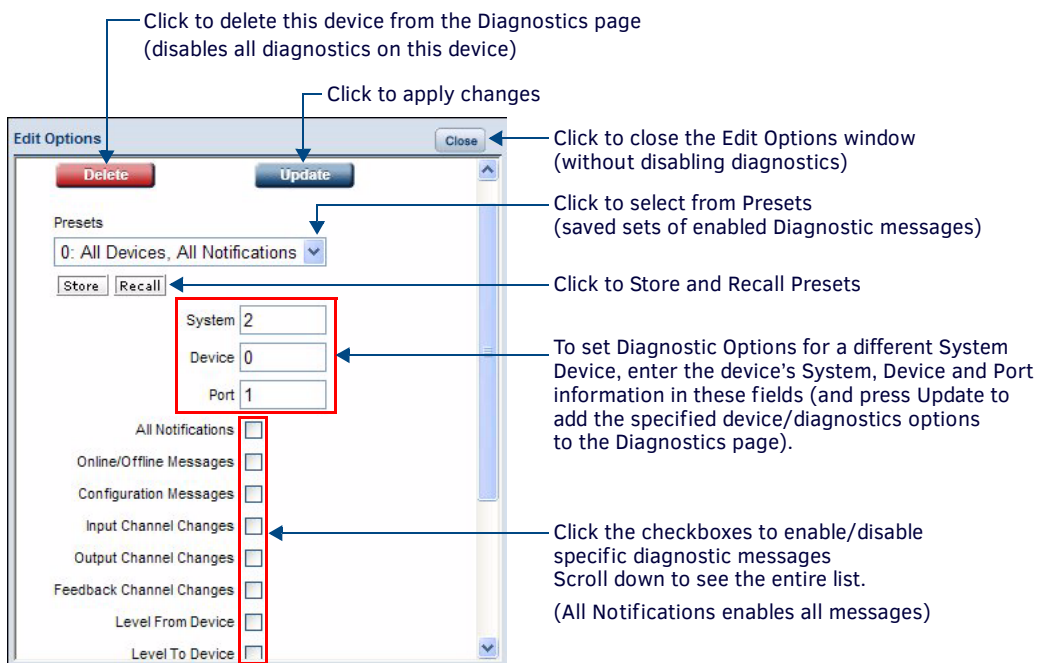 Click to delete this device from the Diagnostics page
(disables all diagnostics on this device)
Click to apply changes
Edit Options
Close
Click to close the Edit Options window
(without disabling diagnostics)
Delete
Update
Presets
Click to select from Presets
(saved sets of enabled Diagnostic messages)
0: All Devices, All Notifications
Store
Recall
Click to Store and Recall Presets
System 2
Device 0
Port 1
To set Diagnostic Options for a different System
Device, enter the device's System, Device and Port
information in these fields (and press Update to
add the specified device/diagnostics options
to the Diagnostics page).
All Notifications
Online/Offline Messages
Configuration Messages
Input Channel Changes
Output Channel Changes
Feedback Channel Changes
Level From Device
Level To Device
Click the checkboxes to enable/disable
specific diagnostic messages
Scroll down to see the entire list.
(All Notifications enables all messages)